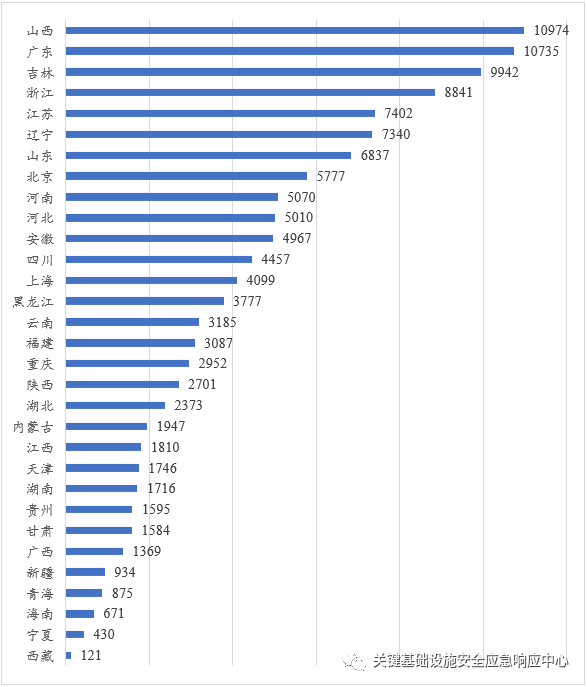 山西 10974
广东 10735
吉林 9942
浙江 8841
江苏 7402
辽宁 7340
山东 6837
北京 5777
河南 5070
河北 5010
安徽 4967
四川 4457
上海 4099
黑龙江 3777
云南 3185
福建 3087
重庆 2952
陕西 2701
湖北 2373
内蒙古 1947
江西 1810
天津 1746
湖南 1716
贵州 1595
甘肃 1584
广西 1369
新疆 934
青海 875
海南 671
宁夏 430
西藏 121
关键基础设施安全应急响应中心